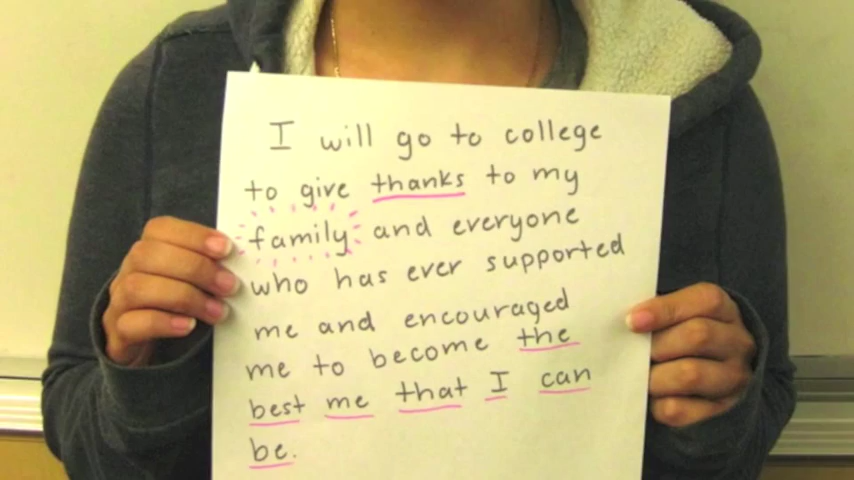 I will go to college
to give thanks to my
family and everyone
who has ever supported
me and encouraged
me to become the
best me that I can
be.